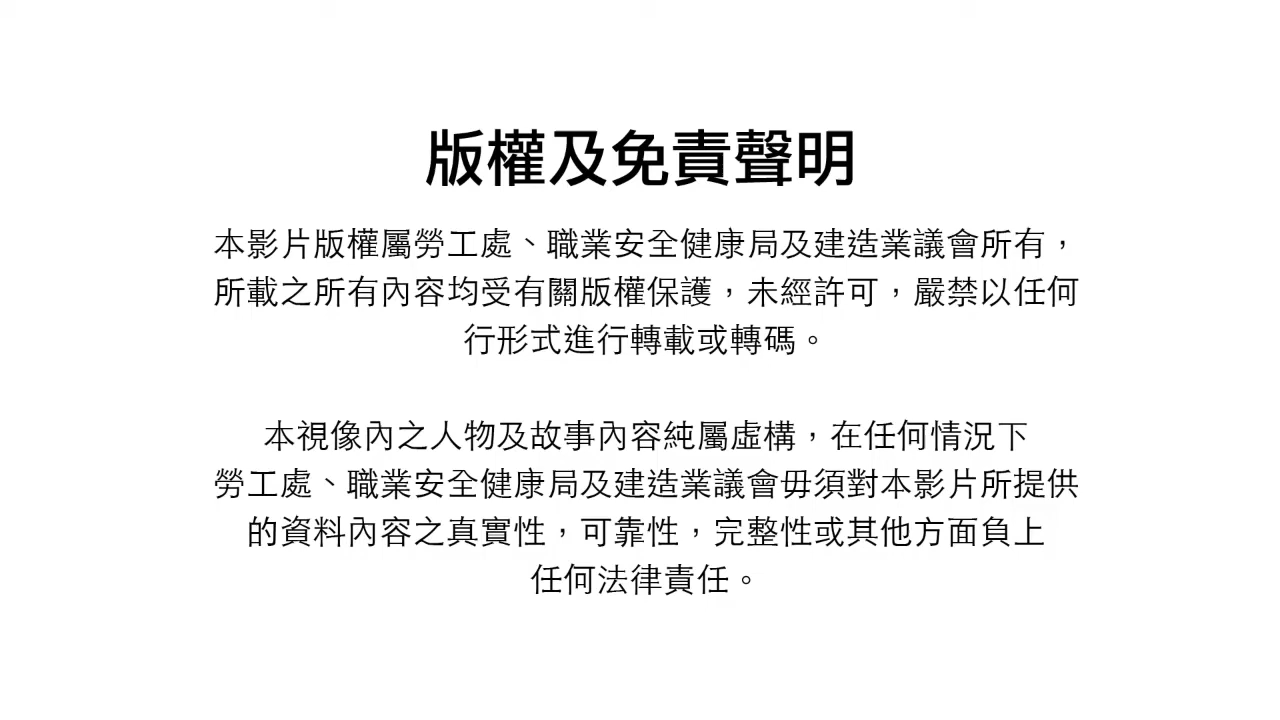 版權及免責聲明
本影片版權屬勞工處、職業安全健康局及建造業議會所有，
所載之所有內容均受有關版權保護，未經許可，嚴禁以任何
行形式進行轉載或轉碼。
本視像內之人物及故事內容純屬虛構，在任何情況下
勞工處、職業安全健康局及建造業議會毋須對本影片所提供
的資料內容之真實性，可靠性，完整性或其他方面負上
任何法律責任。